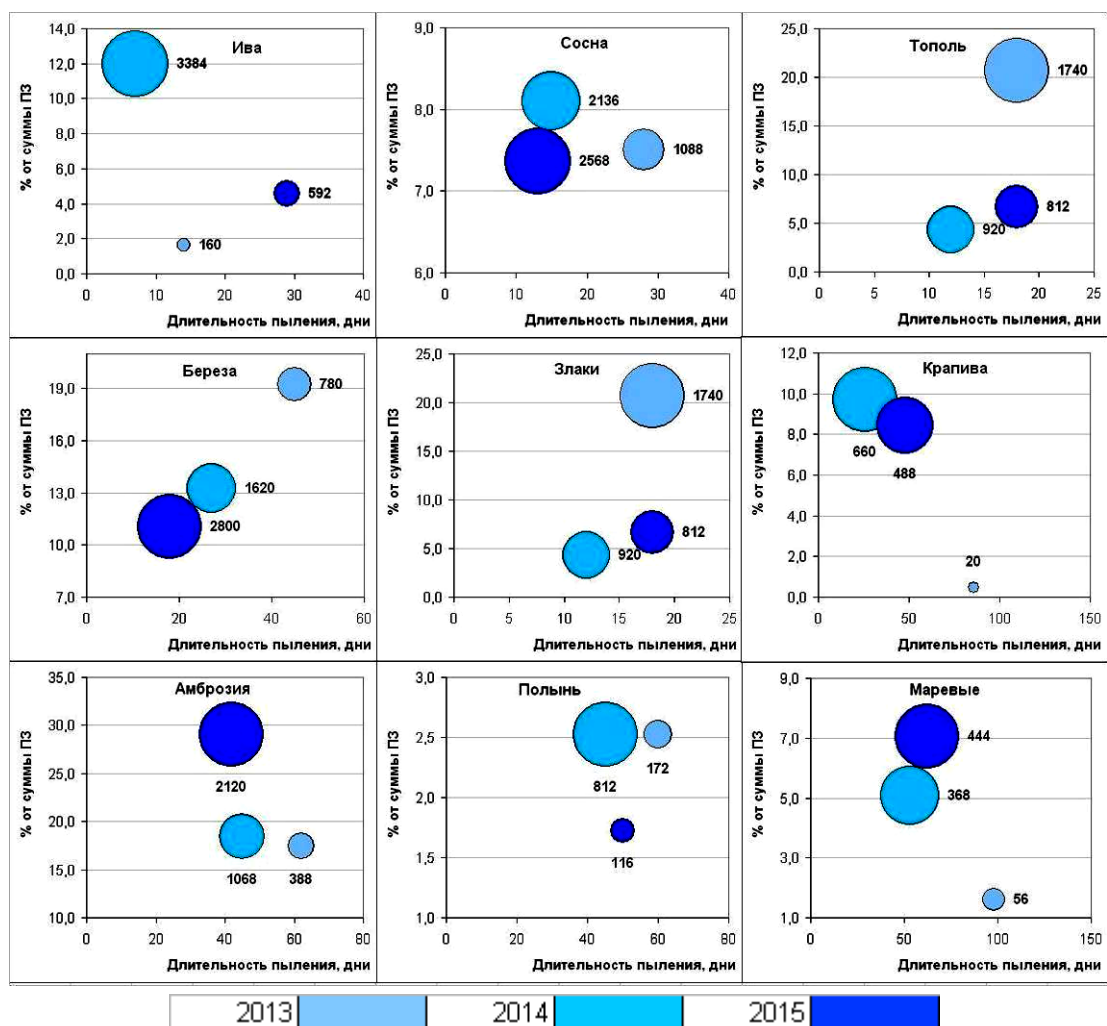 Ива
% от суммы ПЗ
14,0
12,0
10,0
8,0
6,0
4,0
2,0
0,0
3384
592
160
0 10 20 30 40
Длительность пыления, дни
Сосна
% от суммы ПЗ
9,0
8,0
7,0
6,0
2136
1088
2568
0 10 20 30 40
Длительность пыления, дни
Тополь
% от суммы ПЗ
25,0
20,0
15,0
10,0
5,0
0,0
1740
812
920
0 5 10 15 20 25
Длительность пыления, дни
Береза
% от суммы ПЗ
19,0
16,0
13,0
10,0
7,0
780
1620
2800
0 20 40 60
Длительность пыления, дни
Злаки
% от суммы ПЗ
25,0
20,0
15,0
10,0
5,0
0,0
1740
812
920
0 5 10 15 20 25
Длительность пыления, дни
Крапива
% от суммы ПЗ
12,0
10,0
8,0
6,0
4,0
2,0
0,0
660
488
20
0 50 100 150
Длительность пыления, дни
Амброзия
% от суммы ПЗ
35,0
30,0
25,0
20,0
15,0
10,0
2120
1068
388
0 20 40 60 80
Длительность пыления, дни
Полынь
% от суммы ПЗ
3,0
2,5
2,0
1,5
1,0
812
172
116
0 20 40 60 80
Длительность пыления, дни
Маревые
% от суммы ПЗ
9,0
7,0
5,0
3,0
1,0
444
368
56
0 50 100 150
Длительность пыления, дни
2013 2014 2015